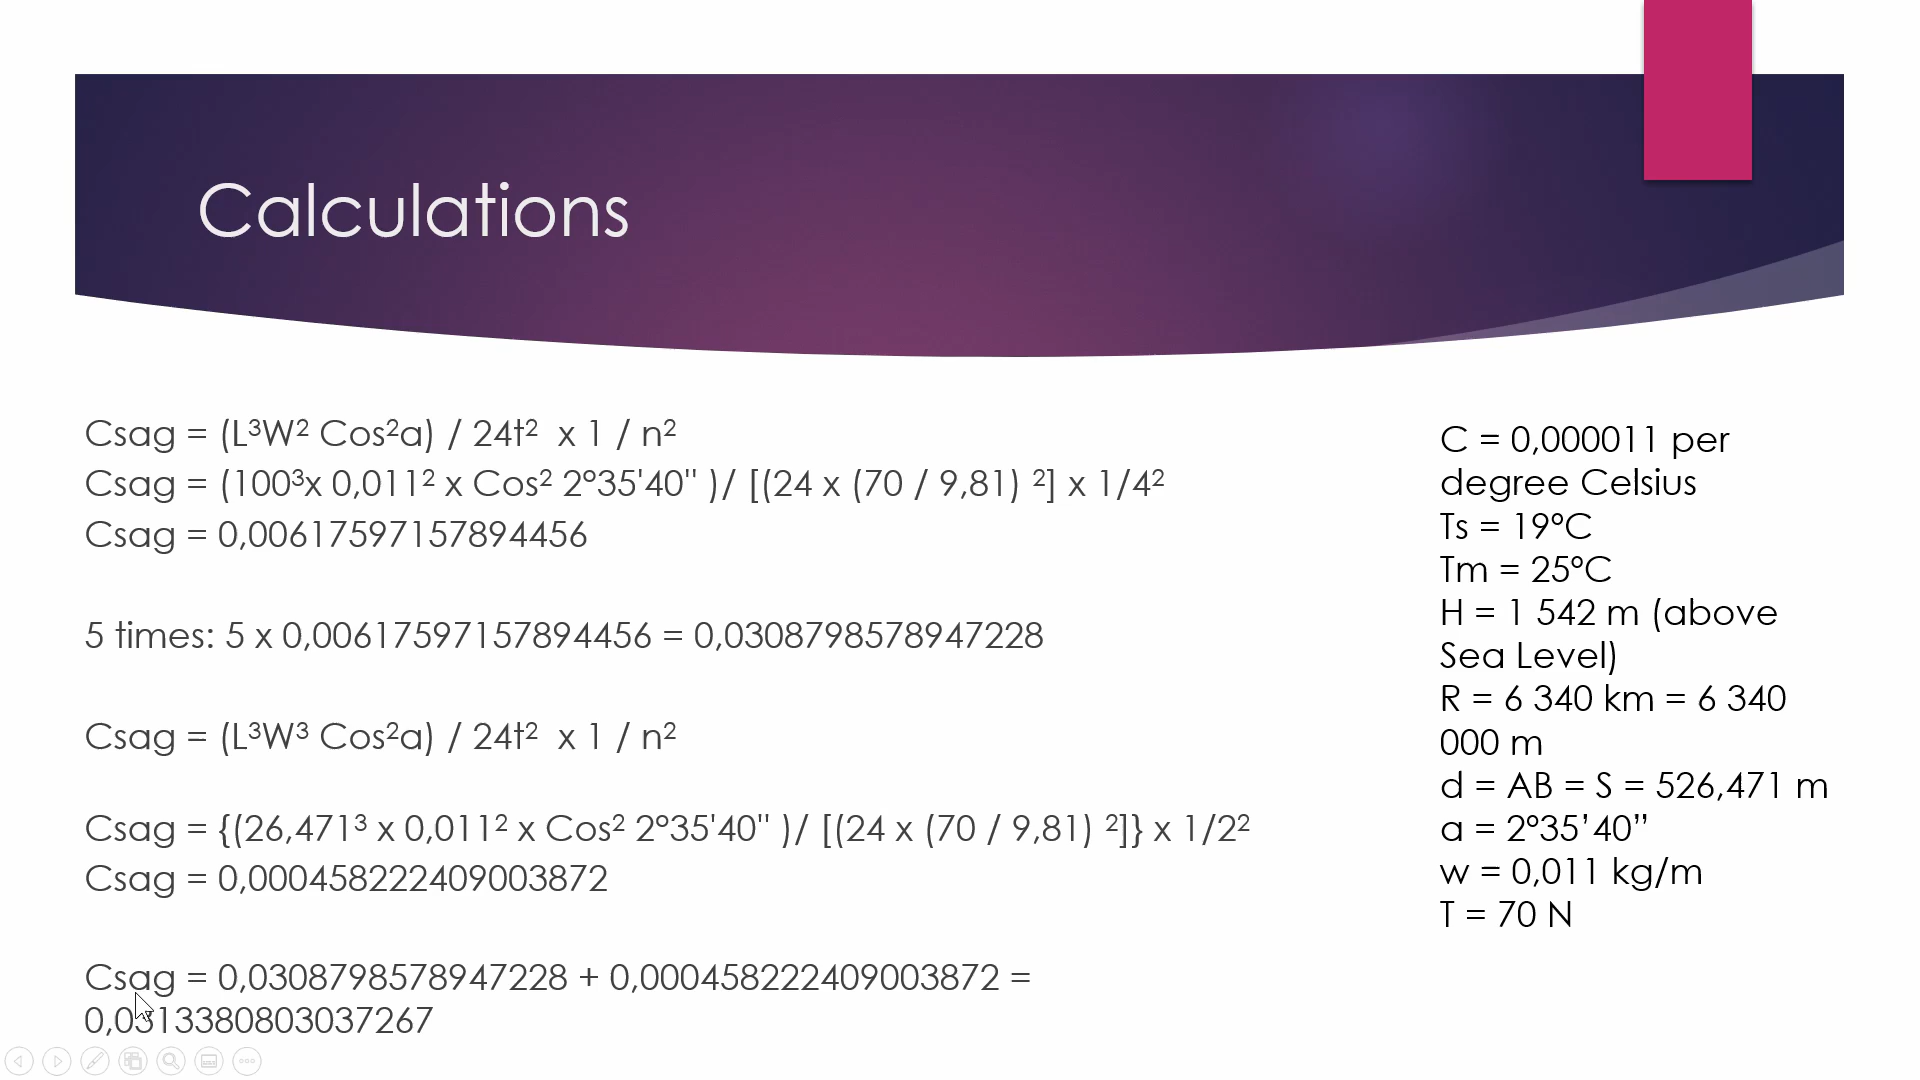 Calculations
Csag = (L³W² Cos²a) / 24t² x 1 / n²
Csag = (100³x 0,011² x Cos² 2°35'40" )/ [(24 x (70 / 9,81) ²] x 1/4²
Csag = 0,00617597157894456
5 times: 5 x 0,00617597157894456 = 0,0308798578947228
Csag = (L³W³ Cos²a) / 24t² x 1 / n²
Csag = {(26,471³ x 0,011² x Cos² 2°35'40" )/ [(24 x (70 / 9,81) ²]} x 1/2²
Csag = 0,000458222409003872
Csag = 0,0308798578947228 + 0,000458222409003872 =
0,0313380803037267
C = 0,000011 per
degree Celsius
Ts = 19°C
Tm = 25°C
H = 1 542 m (above
Sea Level)
R = 6 340 km = 6 340
000 m
d = AB = S = 526,471 m
a = 2°35’40”
w = 0,011 kg/m
T = 70 N